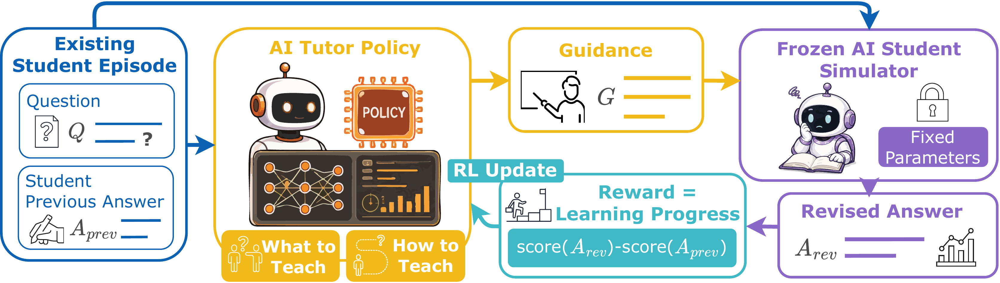 Existing
Student Episode
Question
Q
?
Student
Previous Answer
A_prev
AI Tutor Policy
POLICY
What to
Teach
How to
Teach
Guidance
G
Frozen AI Student
Simulator
Fixed
Parameters
Revised Answer
A_rev
RL Update
Reward =
Learning Progress
score(A_rev)-score(A_prev)